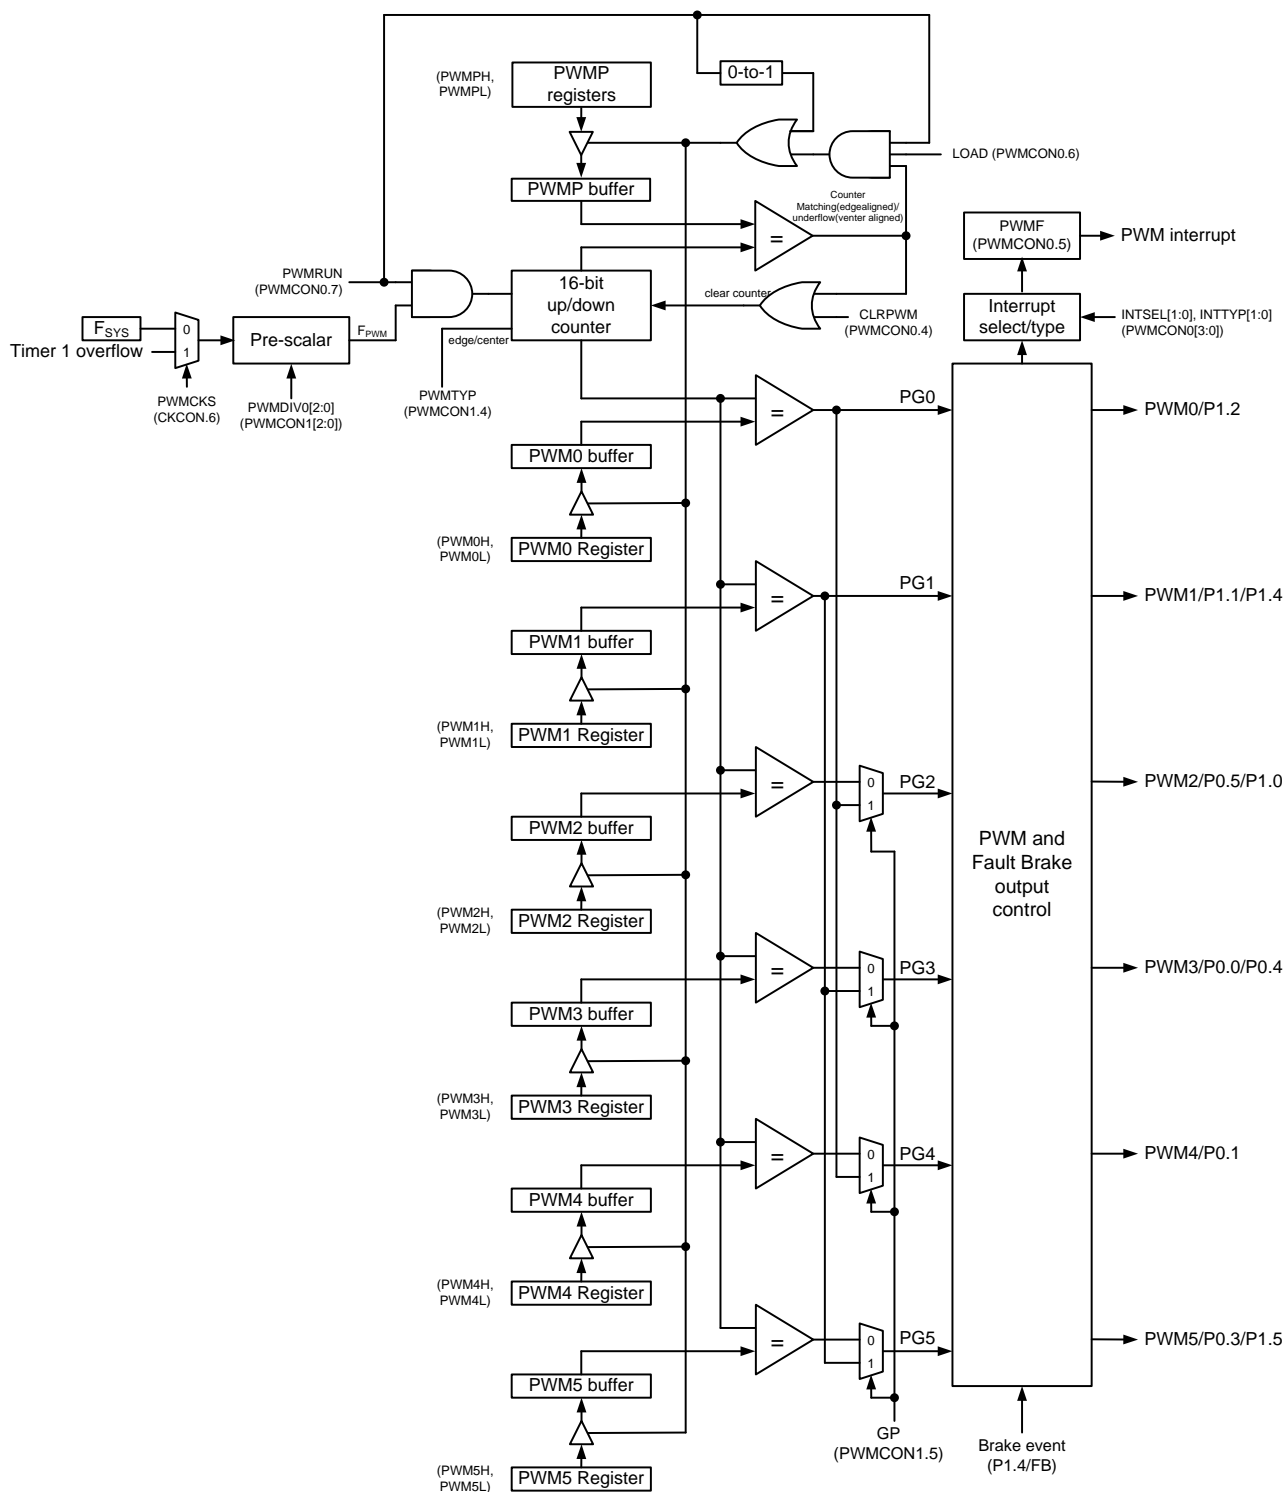 0-to-1
(PWMPH,
PWMPL)
PWMP
registers
LOAD (PWMCON0.6)
PWMP buffer
Counter
Matching(edgealigned)/
underflow(venter aligned)
=
PWMF
(PWMCON0.5)
PWM interrupt
PWMRUN
(PWMCON0.7)
16-bit
up/down
counter
clear counter
CLRPWM
(PWMCON0.4)
Interrupt
select/type
INTSEL[1:0], INTTYP[1:0]
(PWMCON0[3:0])
FSYS
Timer 1 overflow
0
1
Pre-scalar
FPWM
edge/center
PWMCKS
(CKCON.6)
PWMDIV0[2:0]
(PWMCON1[2:0])
PWMTYP
(PWMCON1.4)
=
PG0
PWM0/P1.2
PWM0 buffer
(PWM0H,
PWM0L)
PWM0 Register
=
PG1
PWM1/P1.1/P1.4
PWM1 buffer
(PWM1H,
PWM1L)
PWM1 Register
=
0
1
PG2
PWM2/P0.5/P1.0
PWM2 buffer
PWM and
Fault Brake
output
control
(PWM2H,
PWM2L)
PWM2 Register
=
0
1
PG3
PWM3/P0.0/P0.4
PWM3 buffer
(PWM3H,
PWM3L)
PWM3 Register
=
0
1
PG4
PWM4/P0.1
PWM4 buffer
(PWM4H,
PWM4L)
PWM4 Register
=
0
1
PG5
PWM5/P0.3/P1.5
PWM5 buffer
GP
(PWMCON1.5)
Brake event
(P1.4/FB)
(PWM5H,
PWM5L)
PWM5 Register